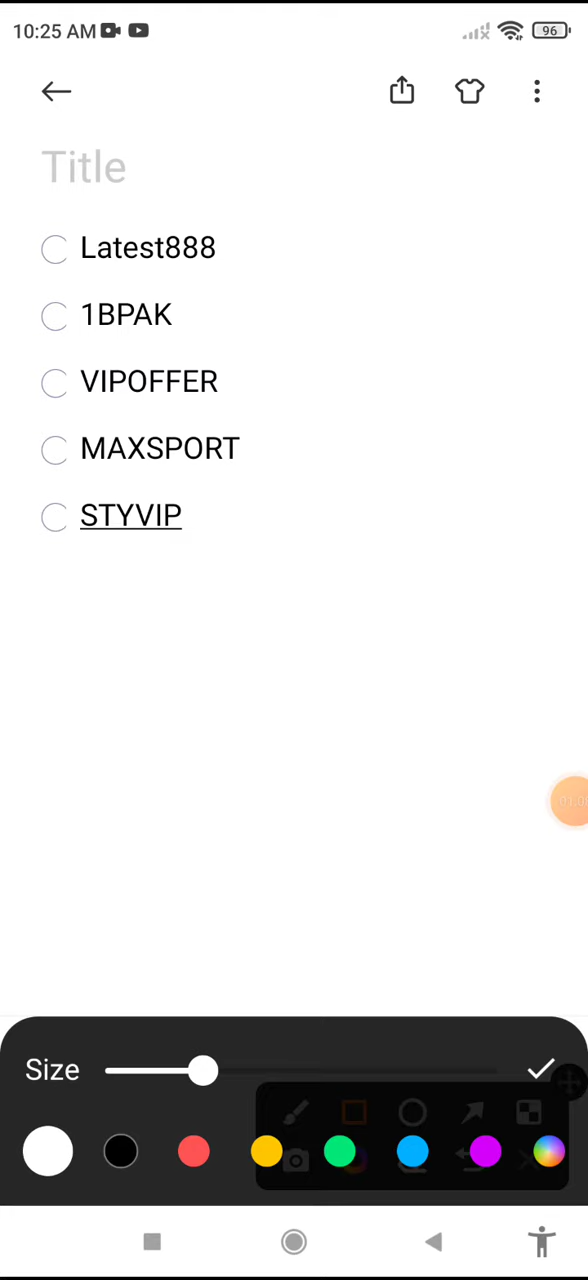 10:25 AM
96
Title
Latest888
1BPAK
VIPOFFER
MAXSPORT
STYVIP
Size